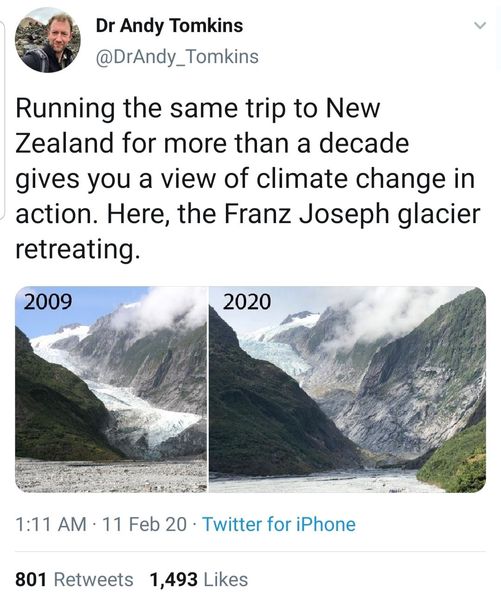 Dr Andy Tomkins
@DrAndy_Tomkins
Running the same trip to New
Zealand for more than a decade
gives you a view of climate change in
action. Here, the Franz Joseph glacier
retreating.
2009
2020
1:11 AM · 11 Feb 20 · Twitter for iPhone
801 Retweets 1,493 Likes